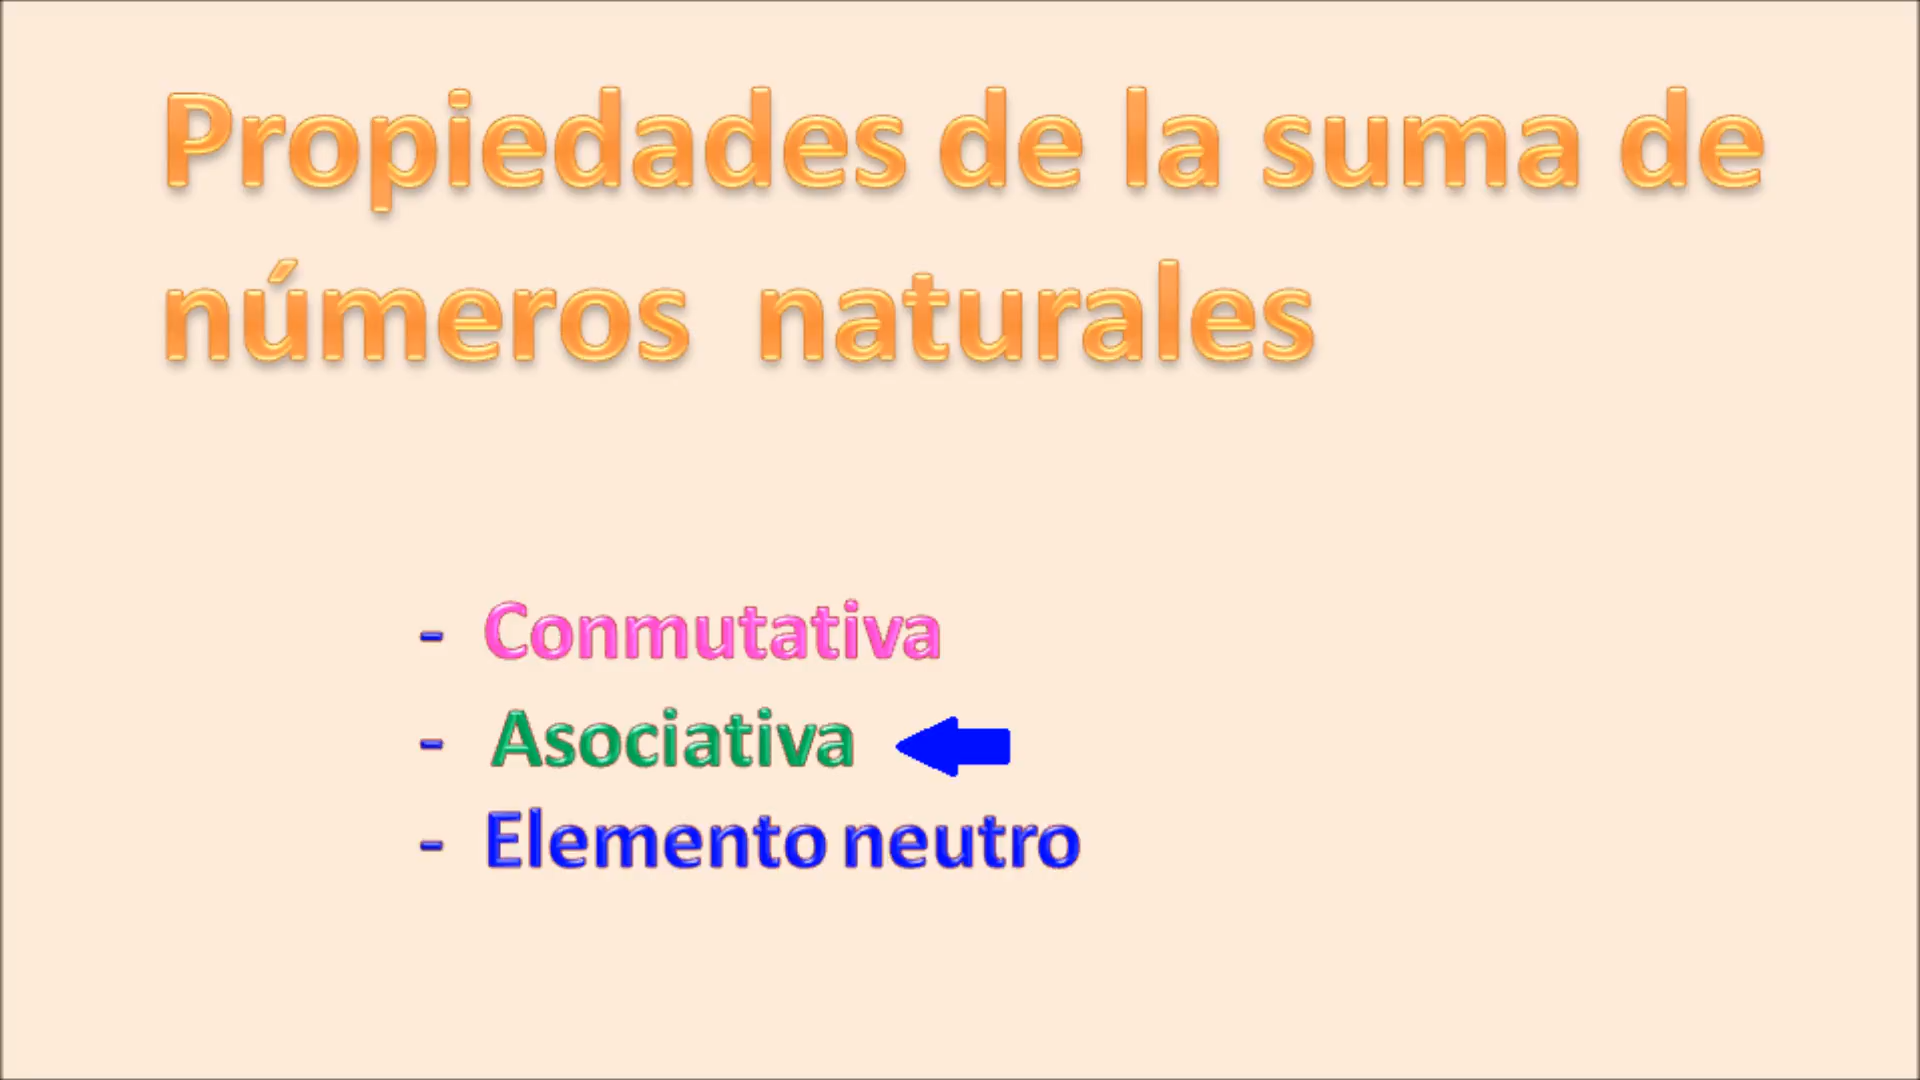 Propiedades de la suma de
números naturales
- Conmutativa
- Asociativa
- Elemento neutro